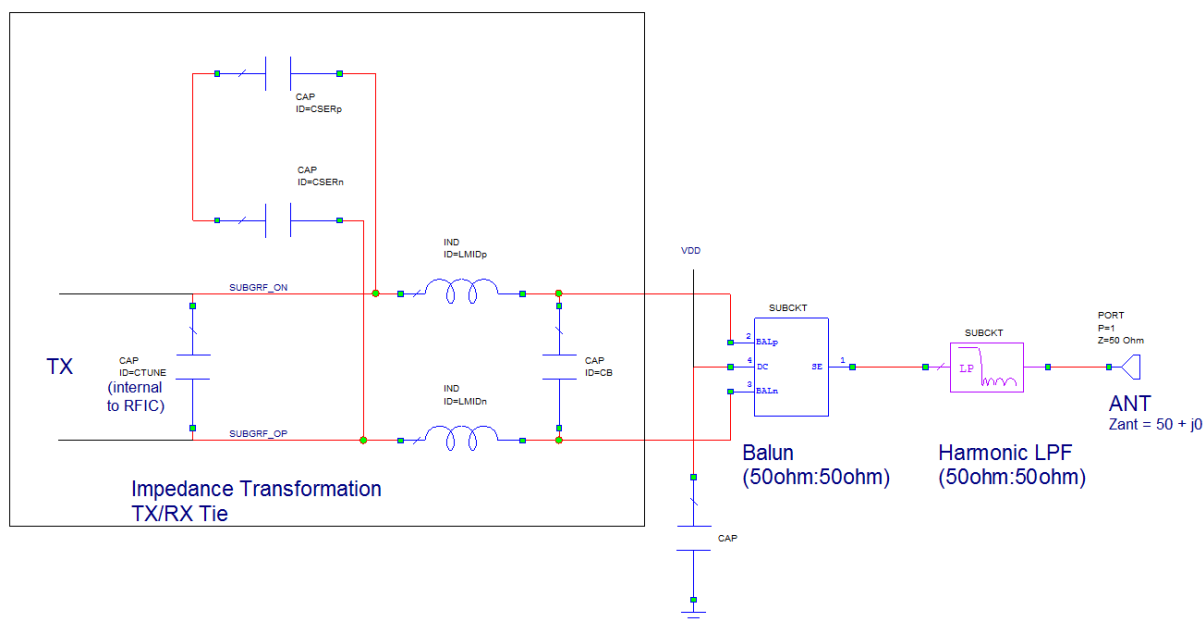 CAP
ID=CSERp
CAP
ID=CSERn
IND
ID=LMIDp
VDD
SUBGRF_ON
SUBCKT
PORT
P=1
Z=50 Ohm
SUBCKT
TX
CAP
ID=CTUNE
(internal
to RFIC)
CAP
ID=CB
2
BALp
4
DC
SE
1
3
BALn
LP
ANT
Zant = 50 + j0
IND
ID=LMIDn
SUBGRF_OP
Balun
(50ohm:50ohm)
Harmonic LPF
(50ohm:50ohm)
Impedance Transformation
TX/RX Tie
CAP